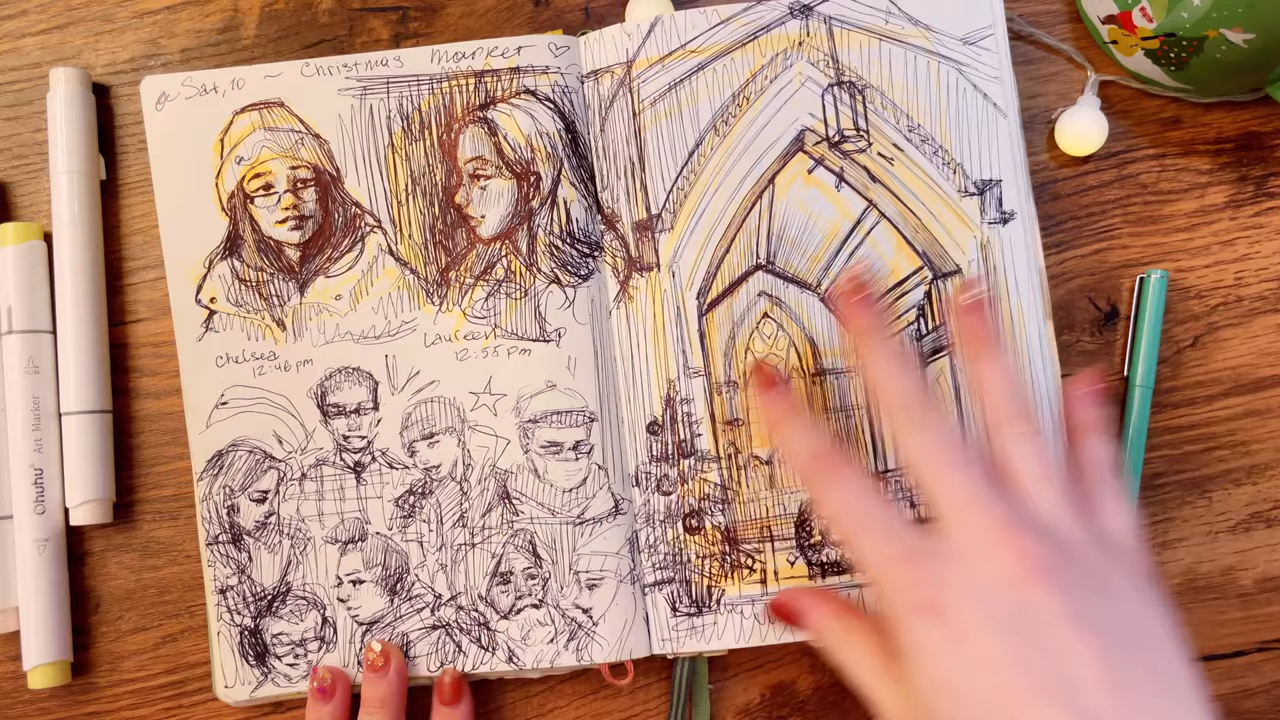 @ Sat, 10 ~ Christmas Market ♡
Chelsea
12:46 pm
Laureen
12:55 pm
Ohuhu Art Marker